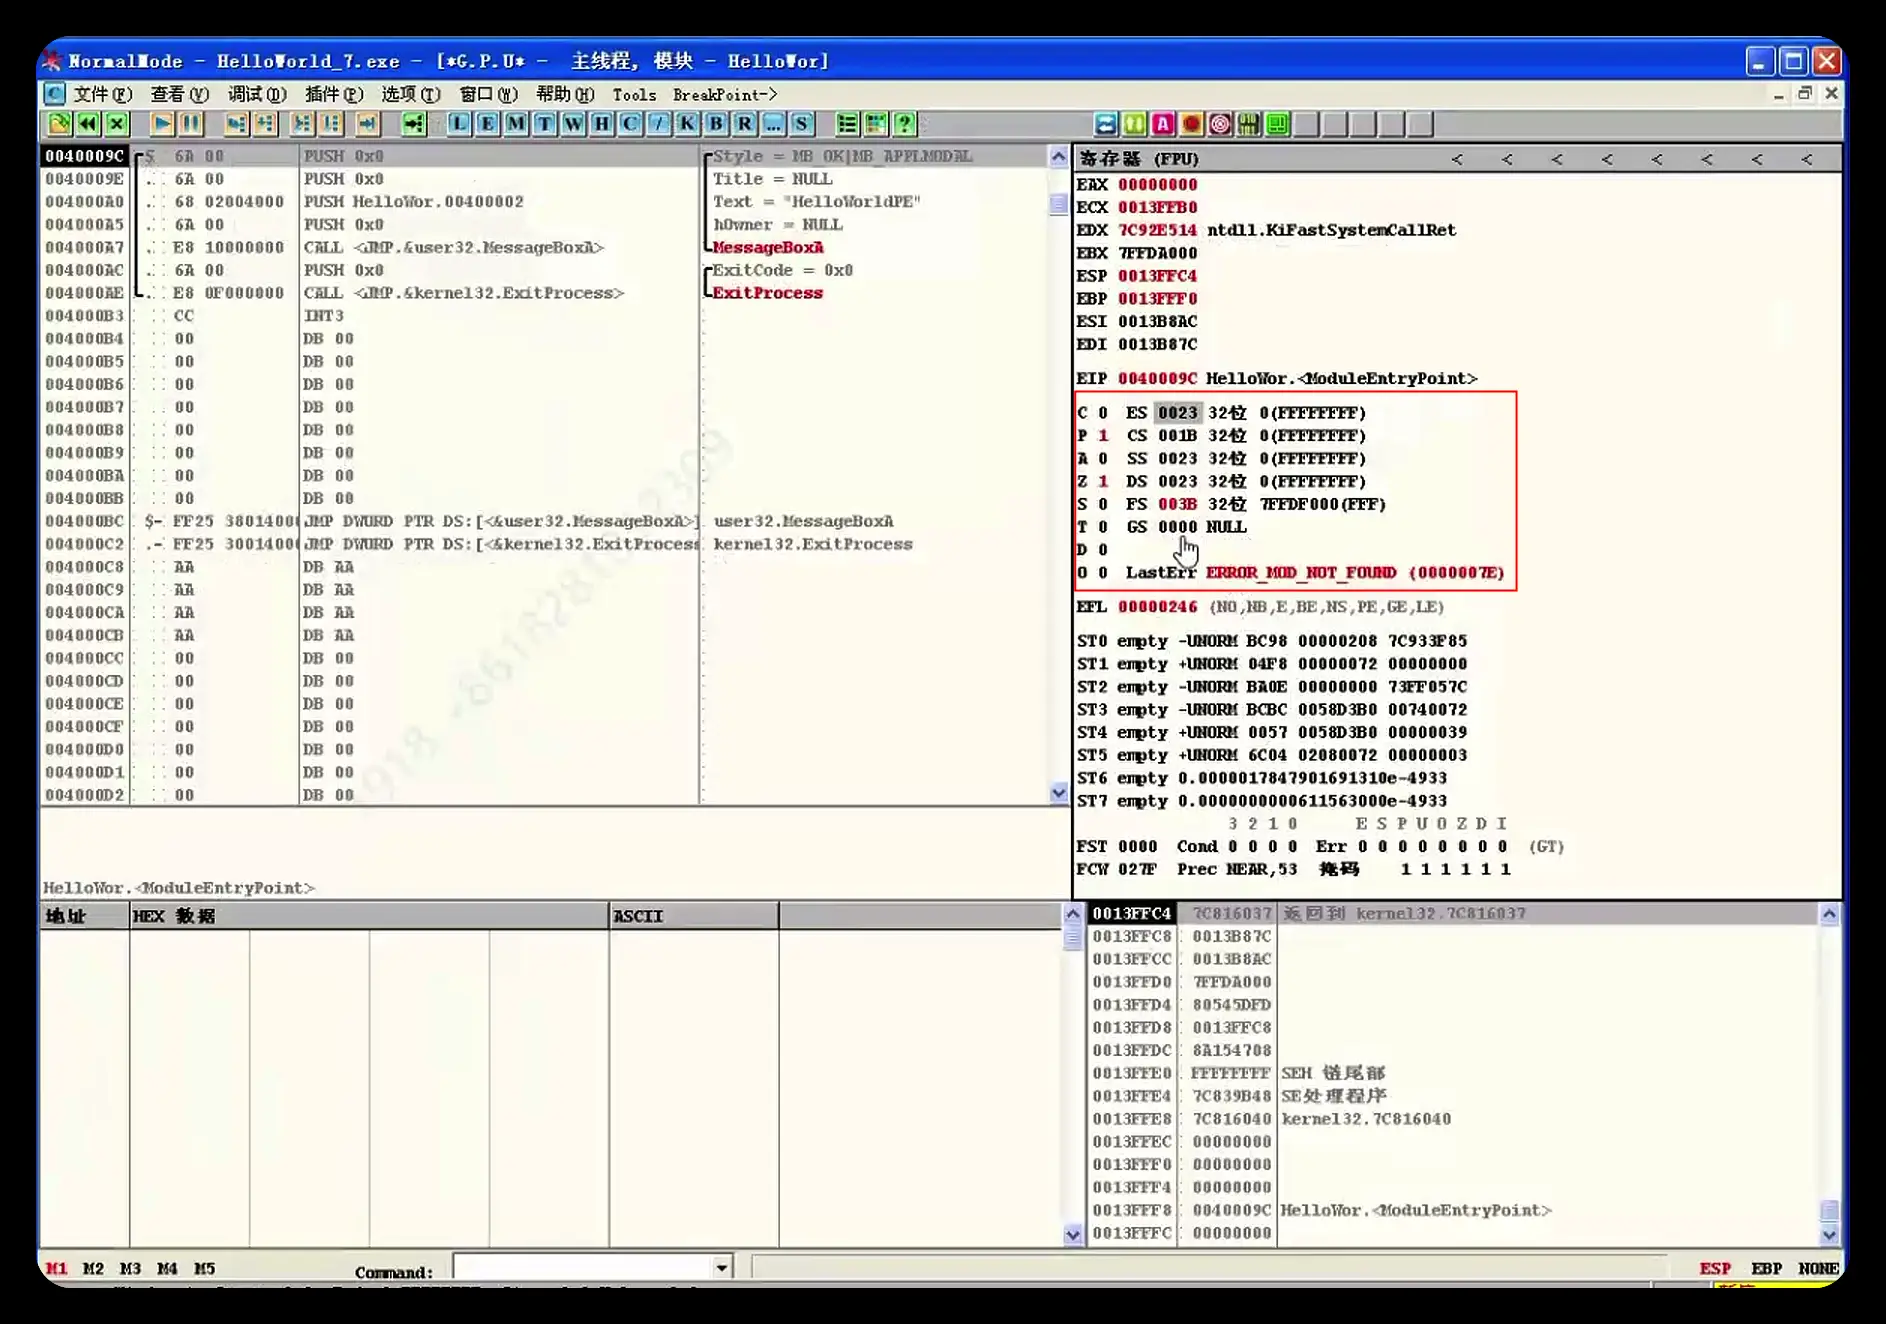 NormalMode - HelloWorld_7.exe - [*G.P.U* - 主线程, 模块 - HelloWor]
C 文件(F) 查看(V) 调试(D) 插件(P) 选项(T) 窗口(W) 帮助(H) Tools BreakPoint->
L E M T W H C / K B R ... S ? A
0040009C $ 6A 00 PUSH 0x0 Style = MB_OK|MB_APPLMODAL
0040009E . 6A 00 PUSH 0x0 Title = NULL
004000A0 . 68 02004000 PUSH HelloWor.00400002 Text = "HelloWorldPE"
004000A5 . 6A 00 PUSH 0x0 hOwner = NULL
004000A7 . E8 10000000 CALL <JMP.&user32.MessageBoxA> MessageBoxA
004000AC . 6A 00 PUSH 0x0 ExitCode = 0x0
004000AE . E8 0F000000 CALL <JMP.&kernel32.ExitProcess> ExitProcess
004000B3 CC INT3
004000B4 00 DB 00
004000B5 00 DB 00
004000B6 00 DB 00
004000B7 00 DB 00
004000B8 00 DB 00
004000B9 00 DB 00
004000BA 00 DB 00
004000BB 00 DB 00
004000BC $- FF25 38014000 JMP DWORD PTR DS:[<&user32.MessageBoxA>] user32.MessageBoxA
004000C2 .- FF25 30014000 JMP DWORD PTR DS:[<&kernel32.ExitProcess kernel32.ExitProcess
004000C8 AA DB AA
004000C9 AA DB AA
004000CA AA DB AA
004000CB AA DB AA
004000CC 00 DB 00
004000CD 00 DB 00
004000CE 00 DB 00
004000CF 00 DB 00
004000D0 00 DB 00
004000D1 00 DB 00
004000D2 00 DB 00
HelloWor.<ModuleEntryPoint>
寄存器 (FPU) < < < < < < < <
EAX 00000000
ECX 0013FFB0
EDX 7C92E514 ntdll.KiFastSystemCallRet
EBX 7FFDA000
ESP 0013FFC4
EBP 0013FFF0
ESI 0013B8AC
EDI 0013B87C
EIP 0040009C HelloWor.<ModuleEntryPoint>
C 0 ES 0023 32位 0(FFFFFFFF)
P 1 CS 001B 32位 0(FFFFFFFF)
A 0 SS 0023 32位 0(FFFFFFFF)
Z 1 DS 0023 32位 0(FFFFFFFF)
S 0 FS 003B 32位 7FFDF000(FFF)
T 0 GS 0000 NULL
D 0
O 0 LastErr ERROR_MOD_NOT_FOUND (0000007E)
EFL 00000246 (NO,NB,E,BE,NS,PE,GE,LE)
ST0 empty -UNORM BC98 00000208 7C933F85
ST1 empty +UNORM 04F8 00000072 00000000
ST2 empty -UNORM BA0E 00000000 73FF057C
ST3 empty -UNORM BCBC 0058D3B0 00740072
ST4 empty +UNORM 0057 0058D3B0 00000039
ST5 empty +UNORM 6C04 02080072 00000003
ST6 empty 0.0000017847901691310e-4933
ST7 empty 0.0000000000611563000e-4933
3 2 1 0 E S P U O Z D I
FST 0000 Cond 0 0 0 0 Err 0 0 0 0 0 0 0 0 (GT)
FCW 027F Prec NEAR,53 掩码 1 1 1 1 1 1
地址 HEX 数据 ASCII
0013FFC4 7C816037 返回到 kernel32.7C816037
0013FFC8 0013B87C
0013FFCC 0013B8AC
0013FFD0 7FFDA000
0013FFD4 80545DFD
0013FFD8 0013FFC8
0013FFDC 8A154708
0013FFE0 FFFFFFFF SEH 链尾部
0013FFE4 7C839B48 SE处理程序
0013FFE8 7C816040 kernel32.7C816040
0013FFEC 00000000
0013FFF0 00000000
0013FFF4 00000000
0013FFF8 0040009C HelloWor.<ModuleEntryPoint>
0013FFFC 00000000
M1 M2 M3 M4 M5 Command: ESP EBP NONE